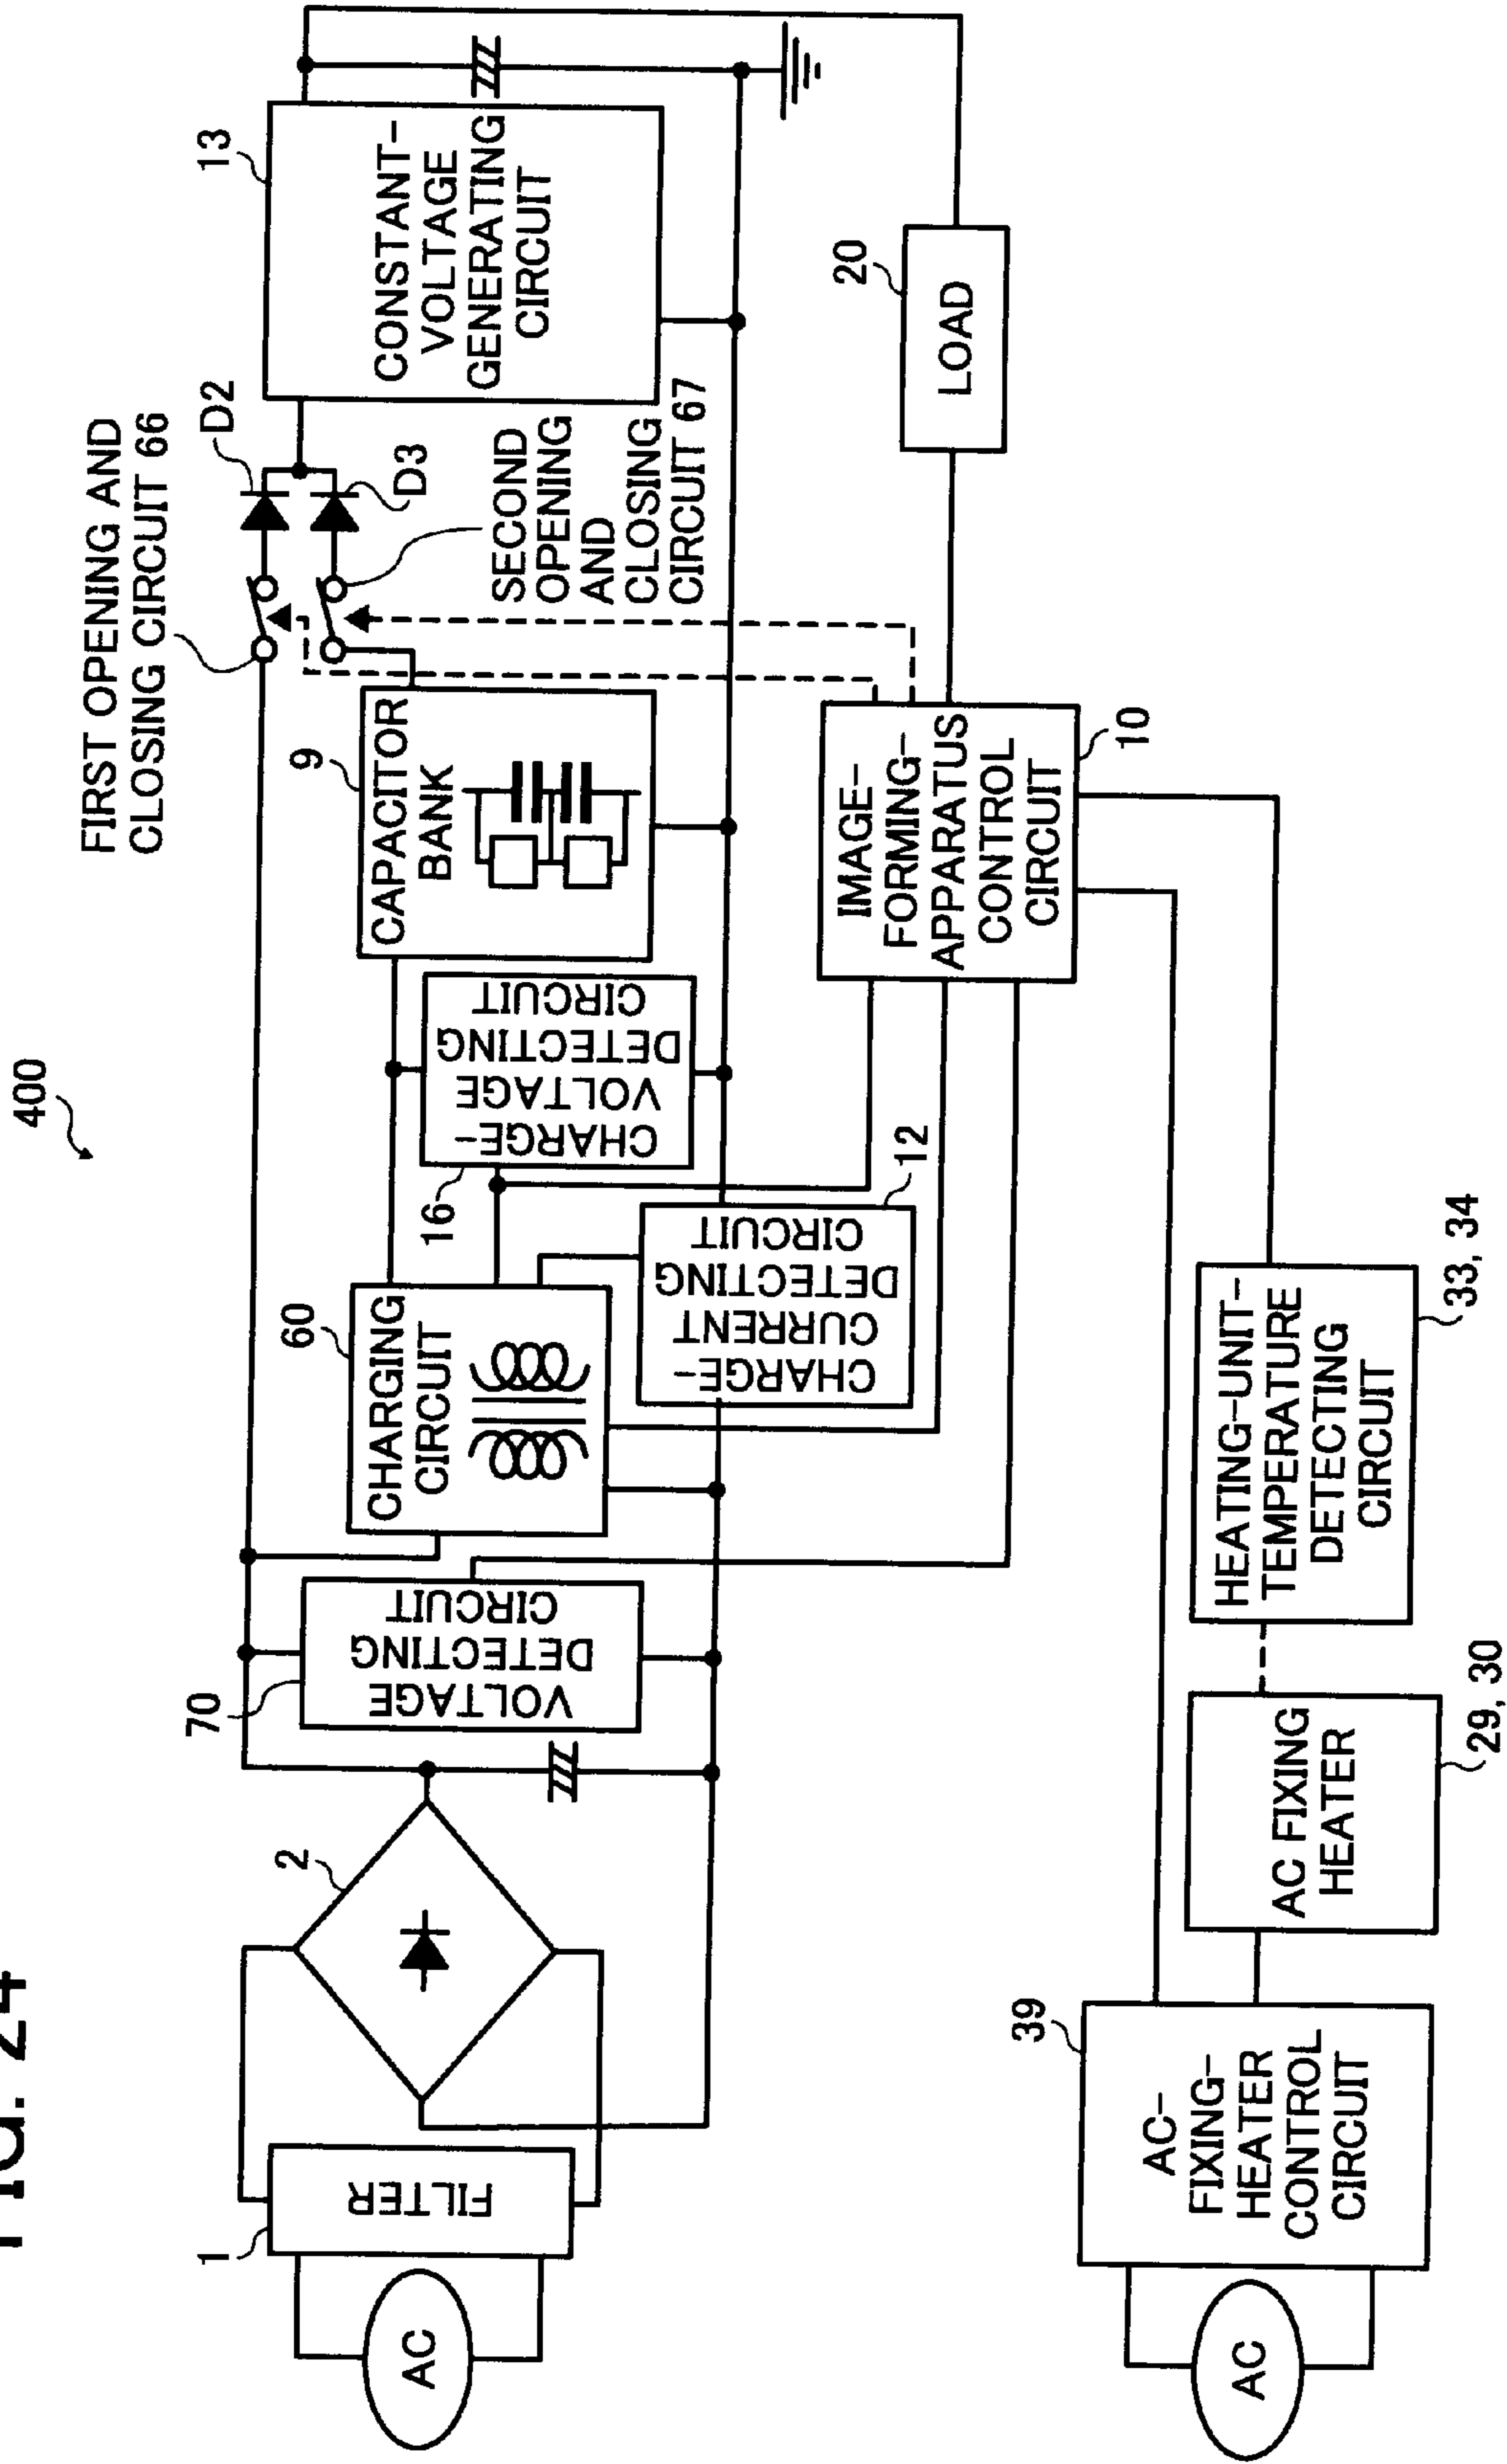 FIG. 24
400
FIRST OPENING AND
CLOSING CIRCUIT 66
D2
D3
13
CONSTANT-
VOLTAGE
GENERATING
CIRCUIT
SECOND
OPENING
AND
CLOSING
CIRCUIT 67
9
CAPACITOR
BANK
60
CHARGING
CIRCUIT
16
CHARGE-
VOLTAGE
DETECTING
CIRCUIT
12
CHARGE-
CURRENT
DETECTING
CIRCUIT
70
VOLTAGE
DETECTING
CIRCUIT
2
1
FILTER
AC
20
LOAD
IMAGE-
FORMING-
APPARATUS
CONTROL
CIRCUIT
10
HEATING-UNIT-
TEMPERATURE
DETECTING
CIRCUIT
33, 34
AC FIXING
HEATER
29, 30
39
AC-
FIXING-
HEATER
CONTROL
CIRCUIT
AC